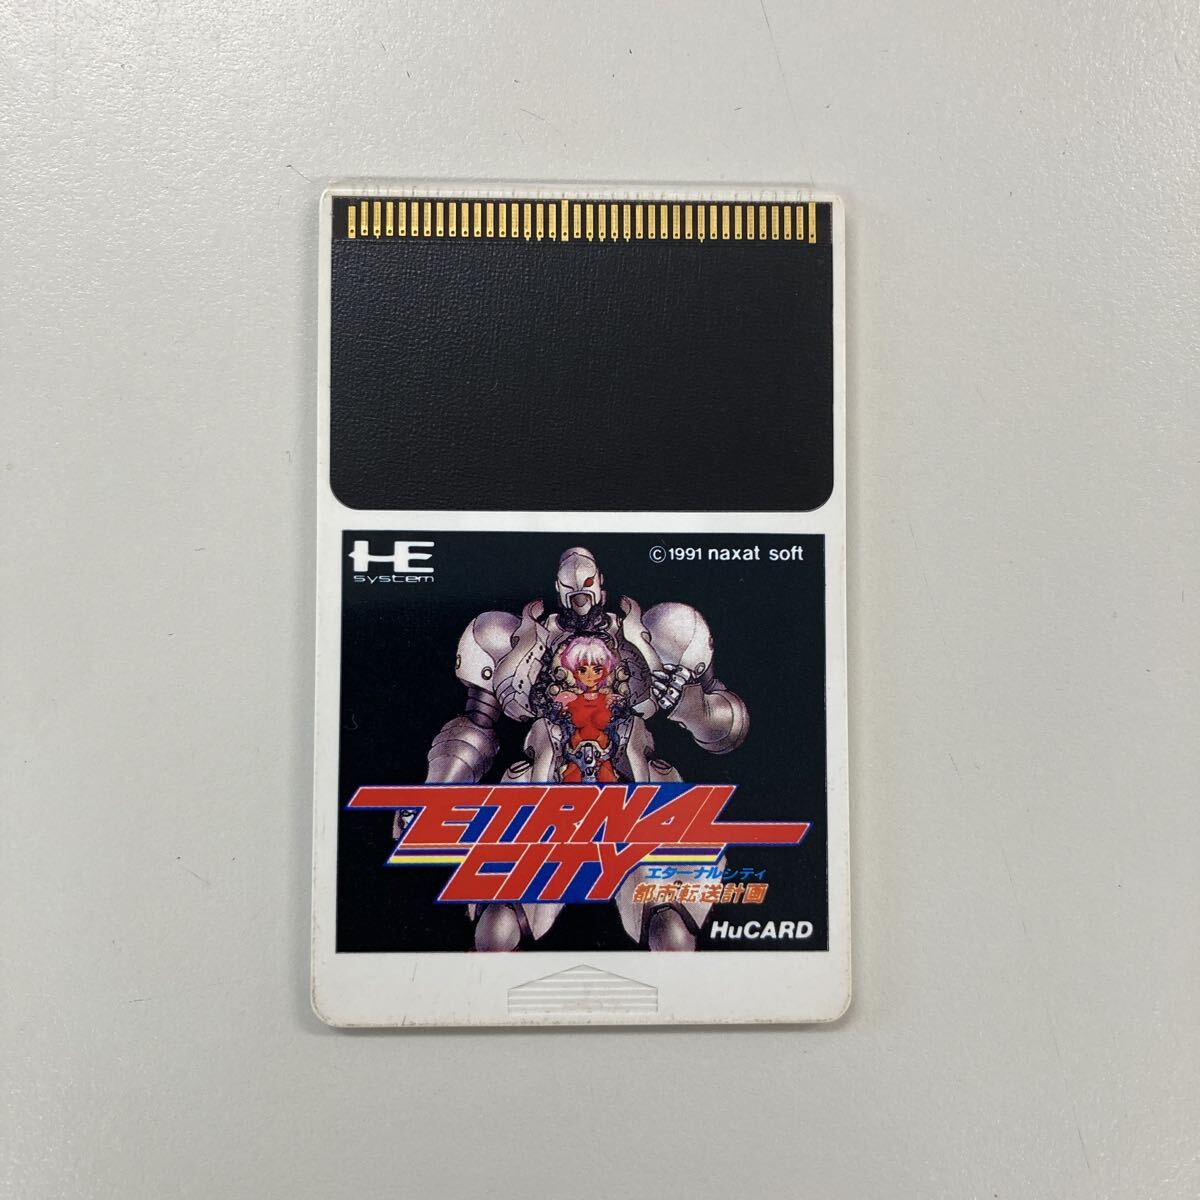 HE
system
© 1991 naxat soft
ETRNAL
CITY
エターナルシティ
都市転送計画
HuCARD